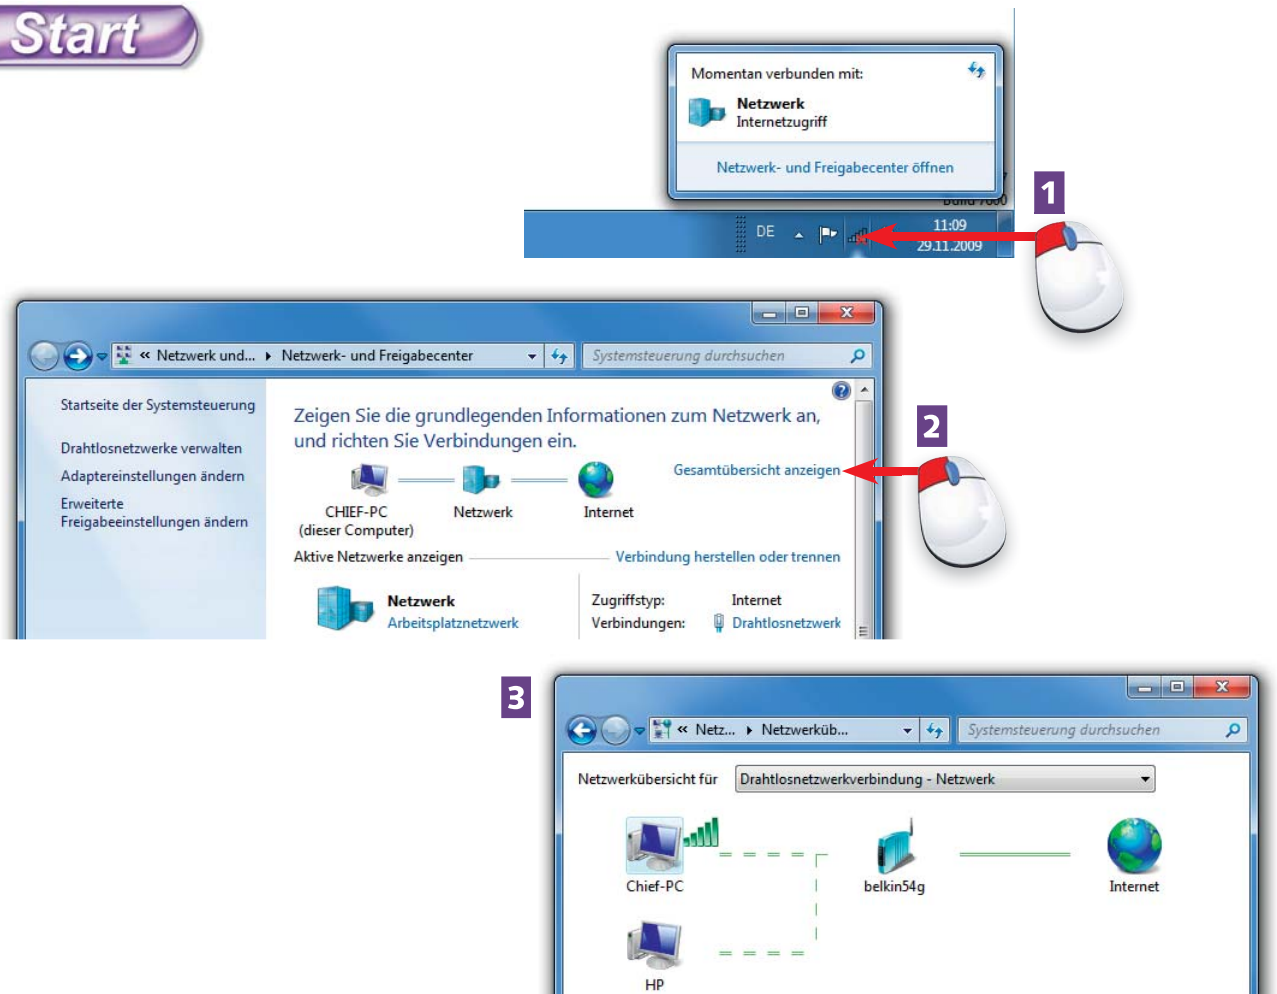 Start
Momentan verbunden mit:
Netzwerk
Internetzugriff
Netzwerk- und Freigabecenter öffnen
1
DE
11:09
29.11.2009
« Netzwerk und... Netzwerk- und Freigabecenter
Systemsteuerung durchsuchen
Startseite der Systemsteuerung
Drahtlosnetzwerke verwalten
Adaptereinstellungen ändern
Erweiterte
Freigabeeinstellungen ändern
Zeigen Sie die grundlegenden Informationen zum Netzwerk an,
und richten Sie Verbindungen ein.
2
Gesamtübersicht anzeigen
CHIEF-PC
(dieser Computer)
Netzwerk
Internet
Aktive Netzwerke anzeigen
Verbindung herstellen oder trennen
Netzwerk
Arbeitsplatznetzwerk
Zugriffstyp: Internet
Verbindungen: Drahtlosnetzwerk
3
« Netz... Netzwerküb...
Systemsteuerung durchsuchen
Netzwerkübersicht für
Drahtlosnetzwerkverbindung - Netzwerk
Chief-PC
belkin54g
Internet
HP